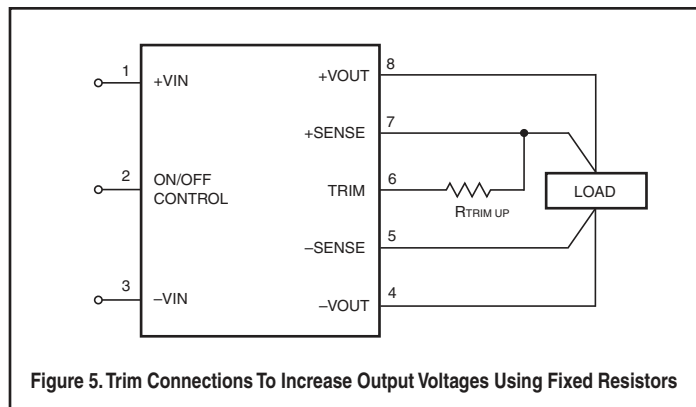 1
+VIN
2
ON/OFF
CONTROL
3
–VIN
+VOUT
8
+SENSE
7
TRIM
6
RTRIM UP
–SENSE
5
–VOUT
4
LOAD
Figure 5. Trim Connections To Increase Output Voltages Using Fixed Resistors